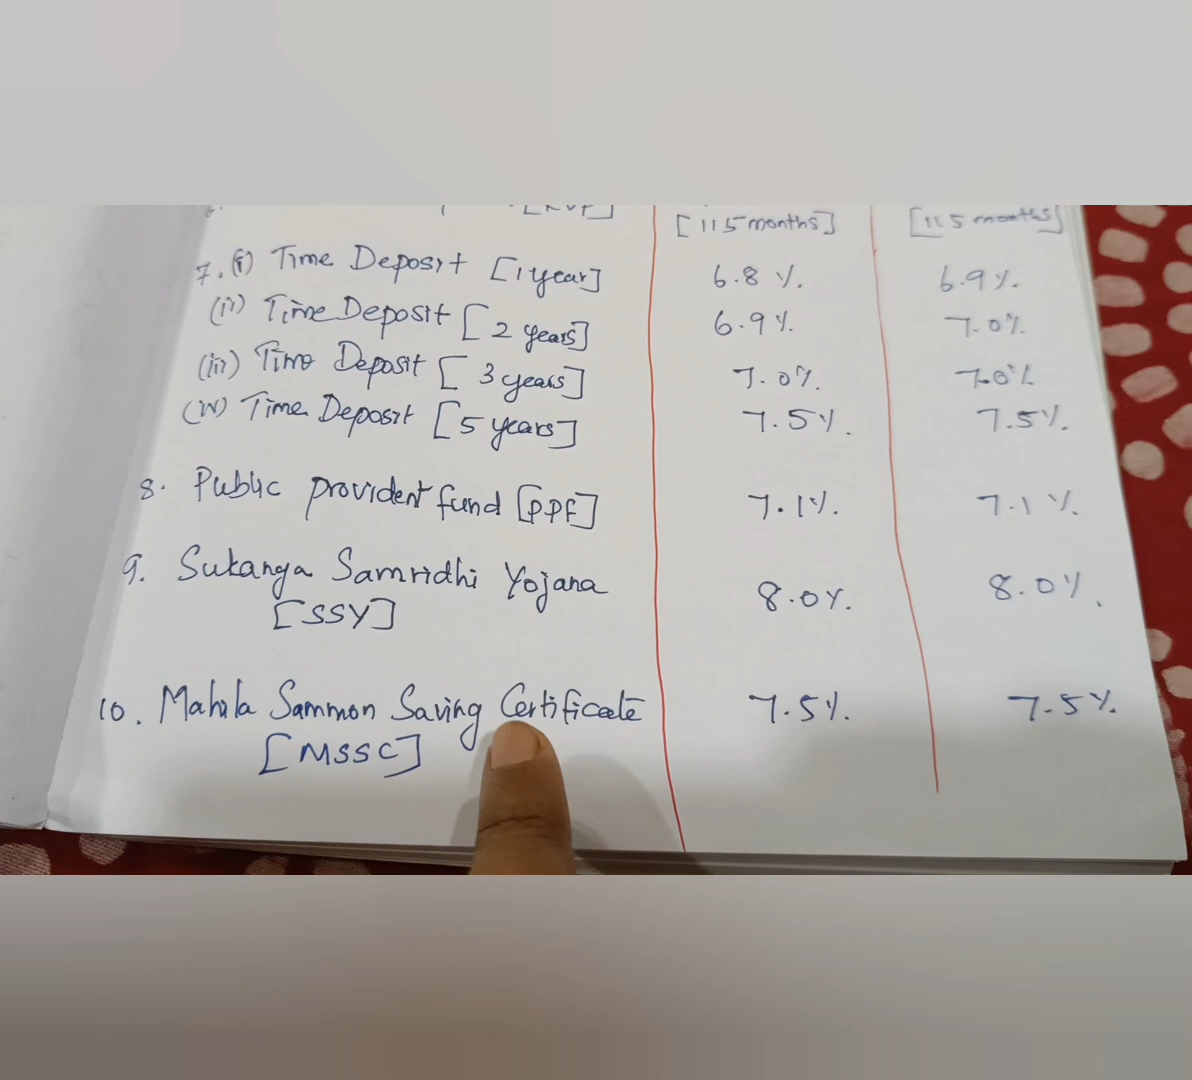 [KVP]
[115 months] [115 months]
7. (i) Time Deposit [1 year] 6.8% 6.9%
(ii) Time Deposit [2 years] 6.9% 7.0%
(iii) Time Deposit [3 years] 7.0% 7.0%
(iv) Time Deposit [5 years] 7.5% 7.5%
8. Public provident fund [PPF] 7.1% 7.1%
9. Sukanya Samridhi Yojana 8.0% 8.0%
[SSY]
10. Mahila Samman Saving Certificate 7.5% 7.5%
[MSSC]